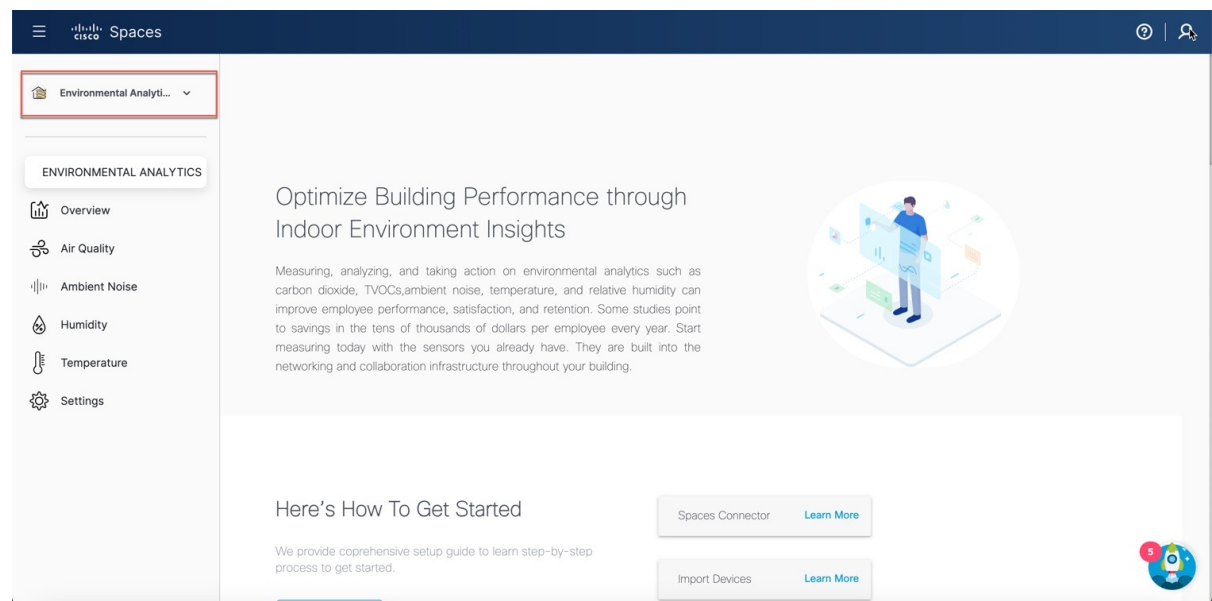 cisco Spaces
Environmental Analyti...
ENVIRONMENTAL ANALYTICS
Overview
Air Quality
Ambient Noise
Humidity
Temperature
Settings
Optimize Building Performance through
Indoor Environment Insights
Measuring, analyzing, and taking action on environmental analytics such as
carbon dioxide, TVOCs,ambient noise, temperature, and relative humidity can
improve employee performance, satisfaction, and retention. Some studies point
to savings in the tens of thousands of dollars per employee every year. Start
measuring today with the sensors you already have. They are built into the
networking and collaboration infrastructure throughout your building.
Here's How To Get Started
We provide coprehensive setup guide to learn step-by-step
process to get started.
Spaces Connector Learn More
Import Devices Learn More
5